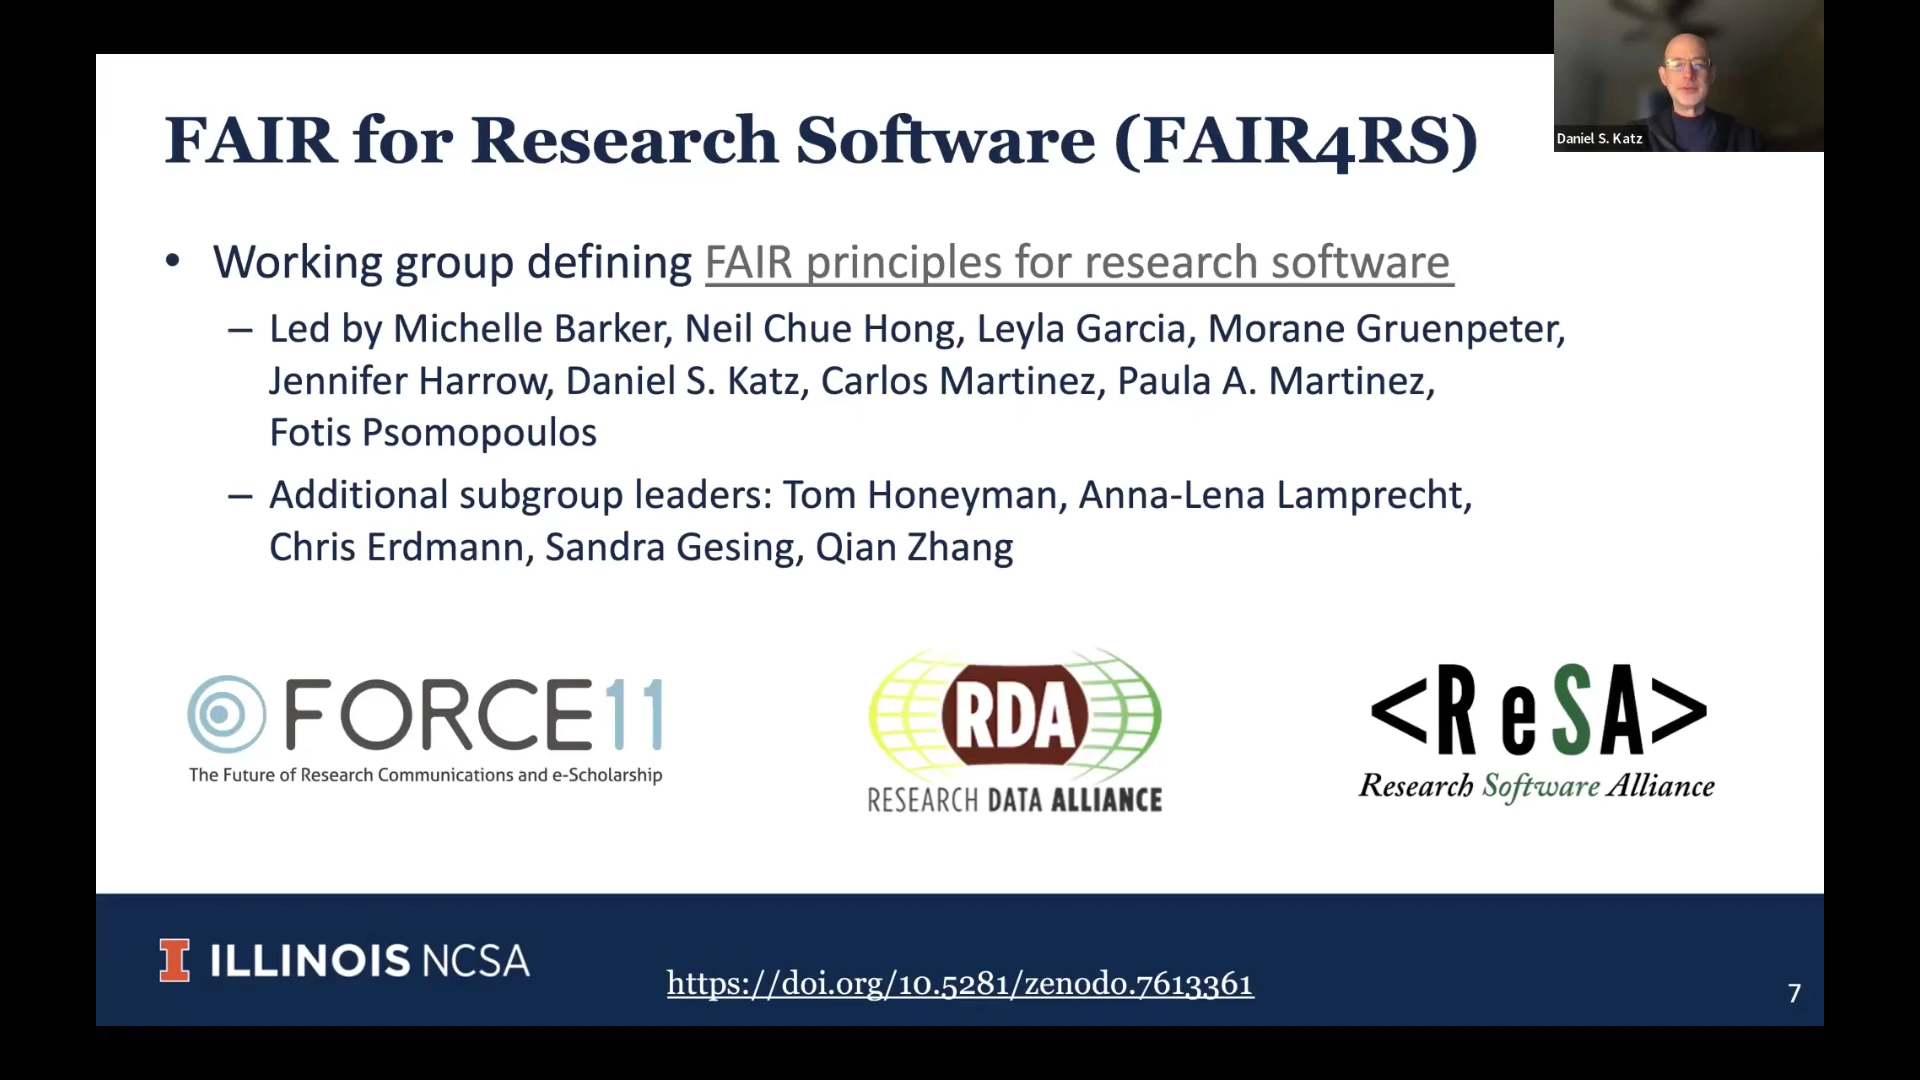 FAIR for Research Software (FAIR4RS)
Daniel S. Katz
• Working group defining FAIR principles for research software
– Led by Michelle Barker, Neil Chue Hong, Leyla Garcia, Morane Gruenpeter,
Jennifer Harrow, Daniel S. Katz, Carlos Martinez, Paula A. Martinez,
Fotis Psomopoulos
– Additional subgroup leaders: Tom Honeyman, Anna-Lena Lamprecht,
Chris Erdmann, Sandra Gesing, Qian Zhang
FORCE11
The Future of Research Communications and e-Scholarship
RDA
RESEARCH DATA ALLIANCE
<ReSA>
Research Software Alliance
I ILLINOIS NCSA
https://doi.org/10.5281/zenodo.7613361
7